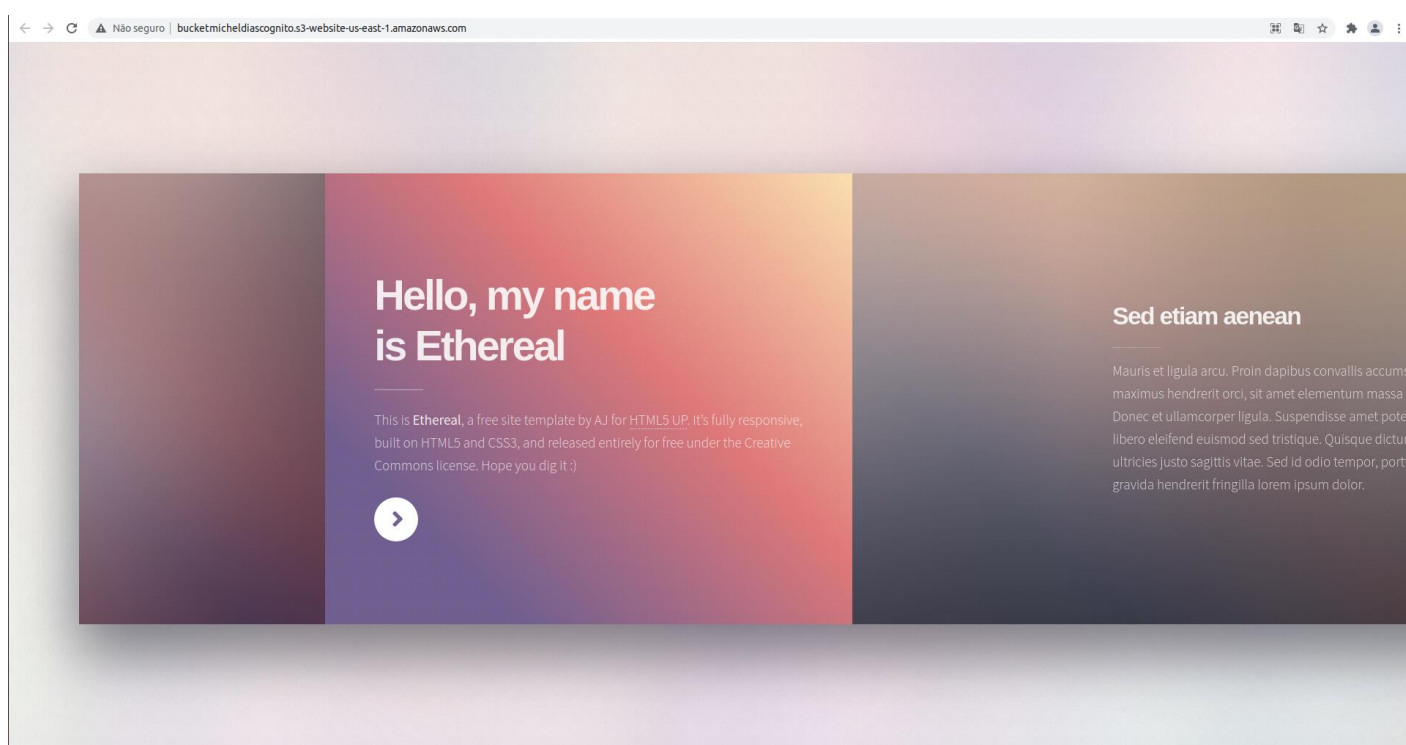 Não seguro
bucketmicheldiascognito.s3-website-us-east-1.amazonaws.com
Hello, my name
is Ethereal
This is Ethereal, a free site template by AJ for HTML5 UP. It's fully responsive,
built on HTML5 and CSS3, and released entirely for free under the Creative
Commons license. Hope you dig it :)
Sed etiam aenean
Mauris et ligula arcu. Proin dapibus convallis accums
maximus hendrerit orci, sit amet elementum massa
Donec et ullamcorper ligula. Suspendisse amet pote
libero eleifend euismod sed tristique. Quisque dictu
ultricies justo sagittis vitae. Sed id odio tempor, port
gravida hendrerit fringilla lorem ipsum dolor.